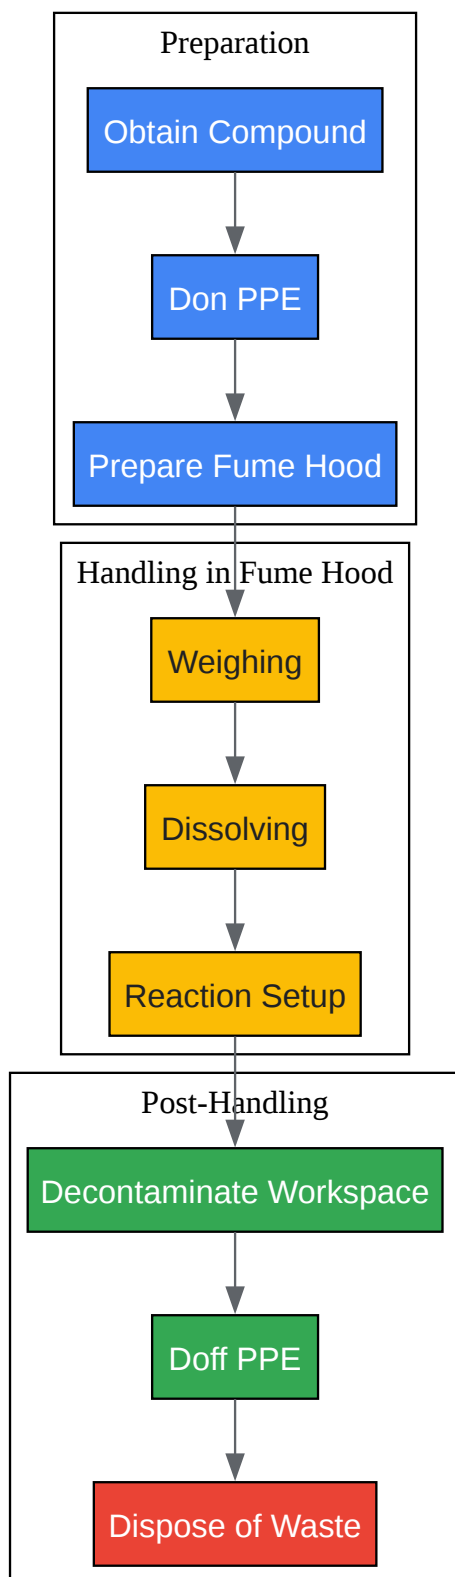 Preparation
Obtain Compound
Don PPE
Prepare Fume Hood
Handling in Fume Hood
Weighing
Dissolving
Reaction Setup
Post-Handling
Decontaminate Workspace
Doff PPE
Dispose of Waste